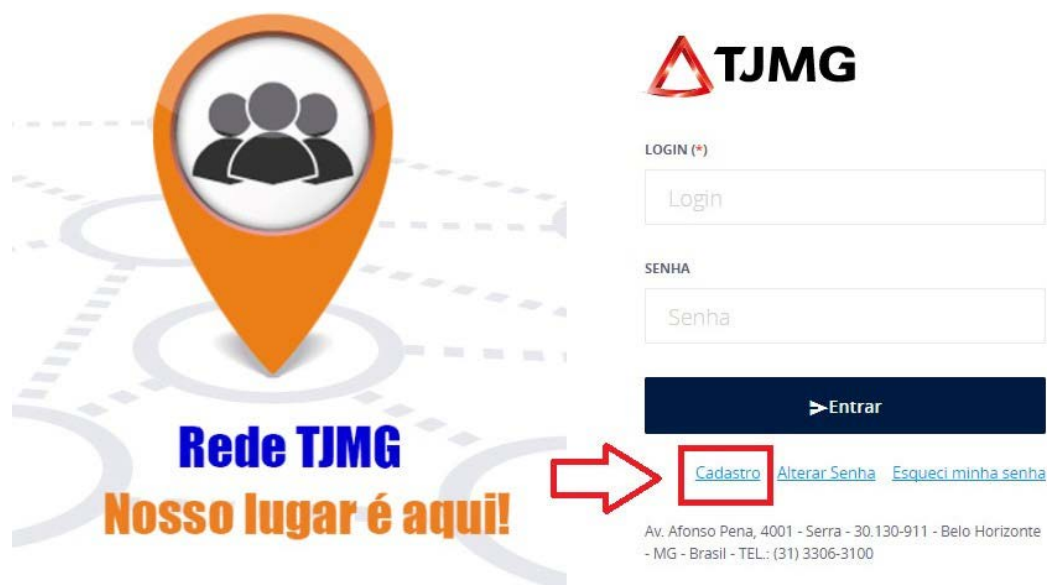 Rede TJMG
Nosso lugar é aqui!
TJMG
LOGIN (*)
Login
SENHA
Senha
Entrar
Cadastro Alterar Senha Esqueci minha senha
Av. Afonso Pena, 4001 - Serra - 30.130-911 - Belo Horizonte
- MG - Brasil - TEL.: (31) 3306-3100